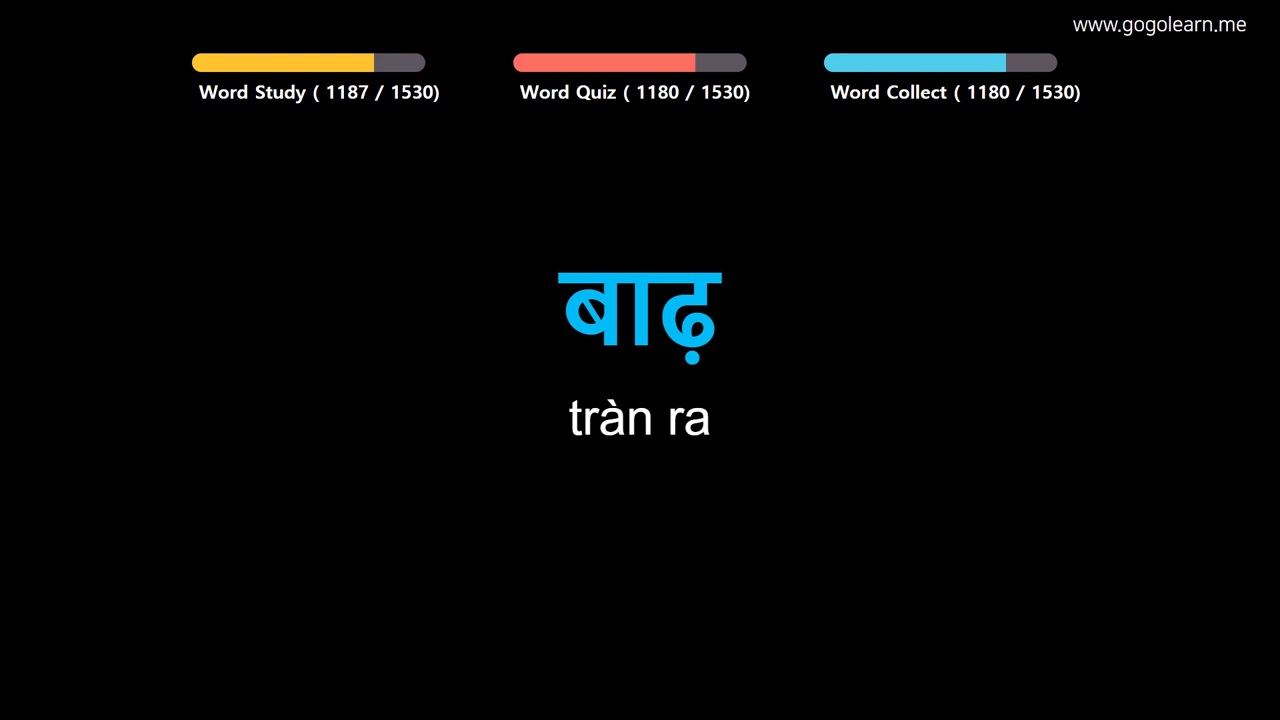 www.gogolearn.me
Word Study ( 1187 / 1530)
Word Quiz ( 1180 / 1530)
Word Collect ( 1180 / 1530)
बाढ़
tràn ra